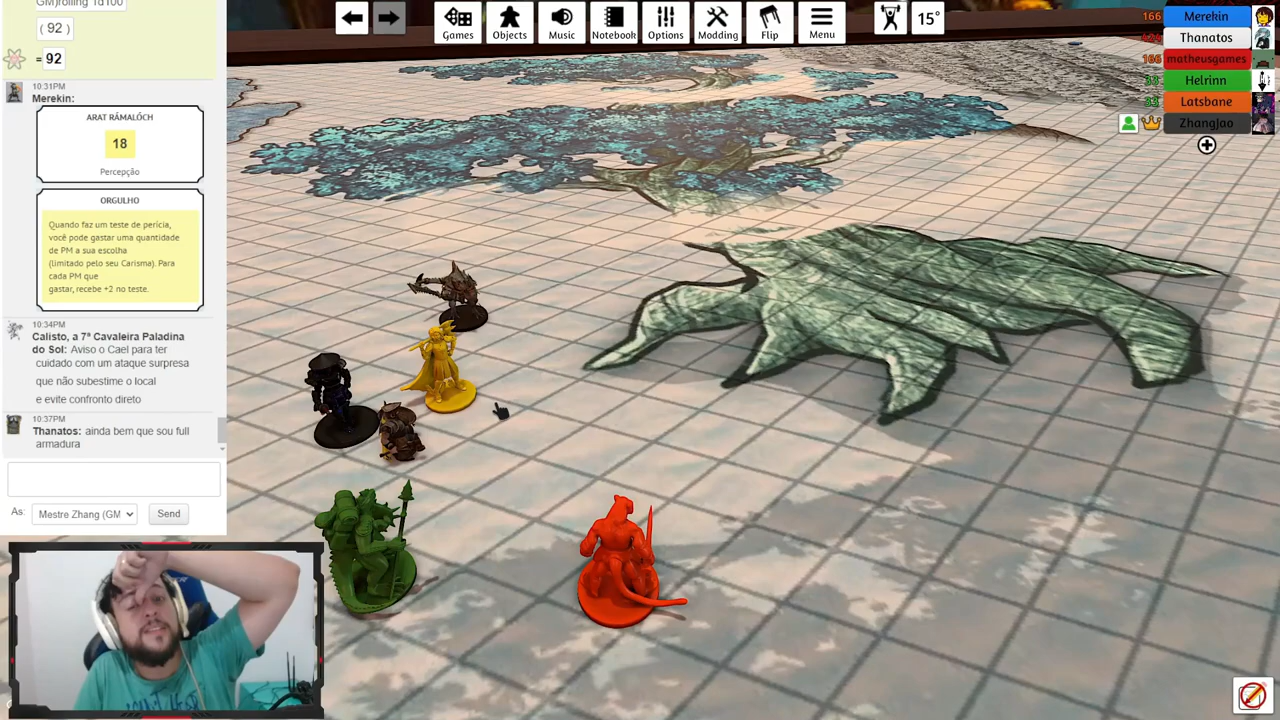 GM)rolling 1d100
( 92 )
= 92
10:31PM
Merekin:
ARAT RÁMALÓCH
18
Percepção
ORGULHO
Quando faz um teste de perícia,
você pode gastar uma quantidade
de PM a sua escolha
(limitado pelo seu Carisma). Para
cada PM que
gastar, recebe +2 no teste.
10:34PM
Calisto, a 7ª Cavaleira Paladina
do Sol: Aviso o Cael para ter
cuidado com um ataque surpresa
que não subestime o local
e evite confronto direto
10:37PM
Thanatos: ainda bem que sou full
armadura
As: Mestre Zhang (GM Send
Games Objects Music Notebook Options Modding Flip Menu 15°
166 Merekin
Thanatos
166 matheusgames
Helrinn
Latsbane
ZhangJao